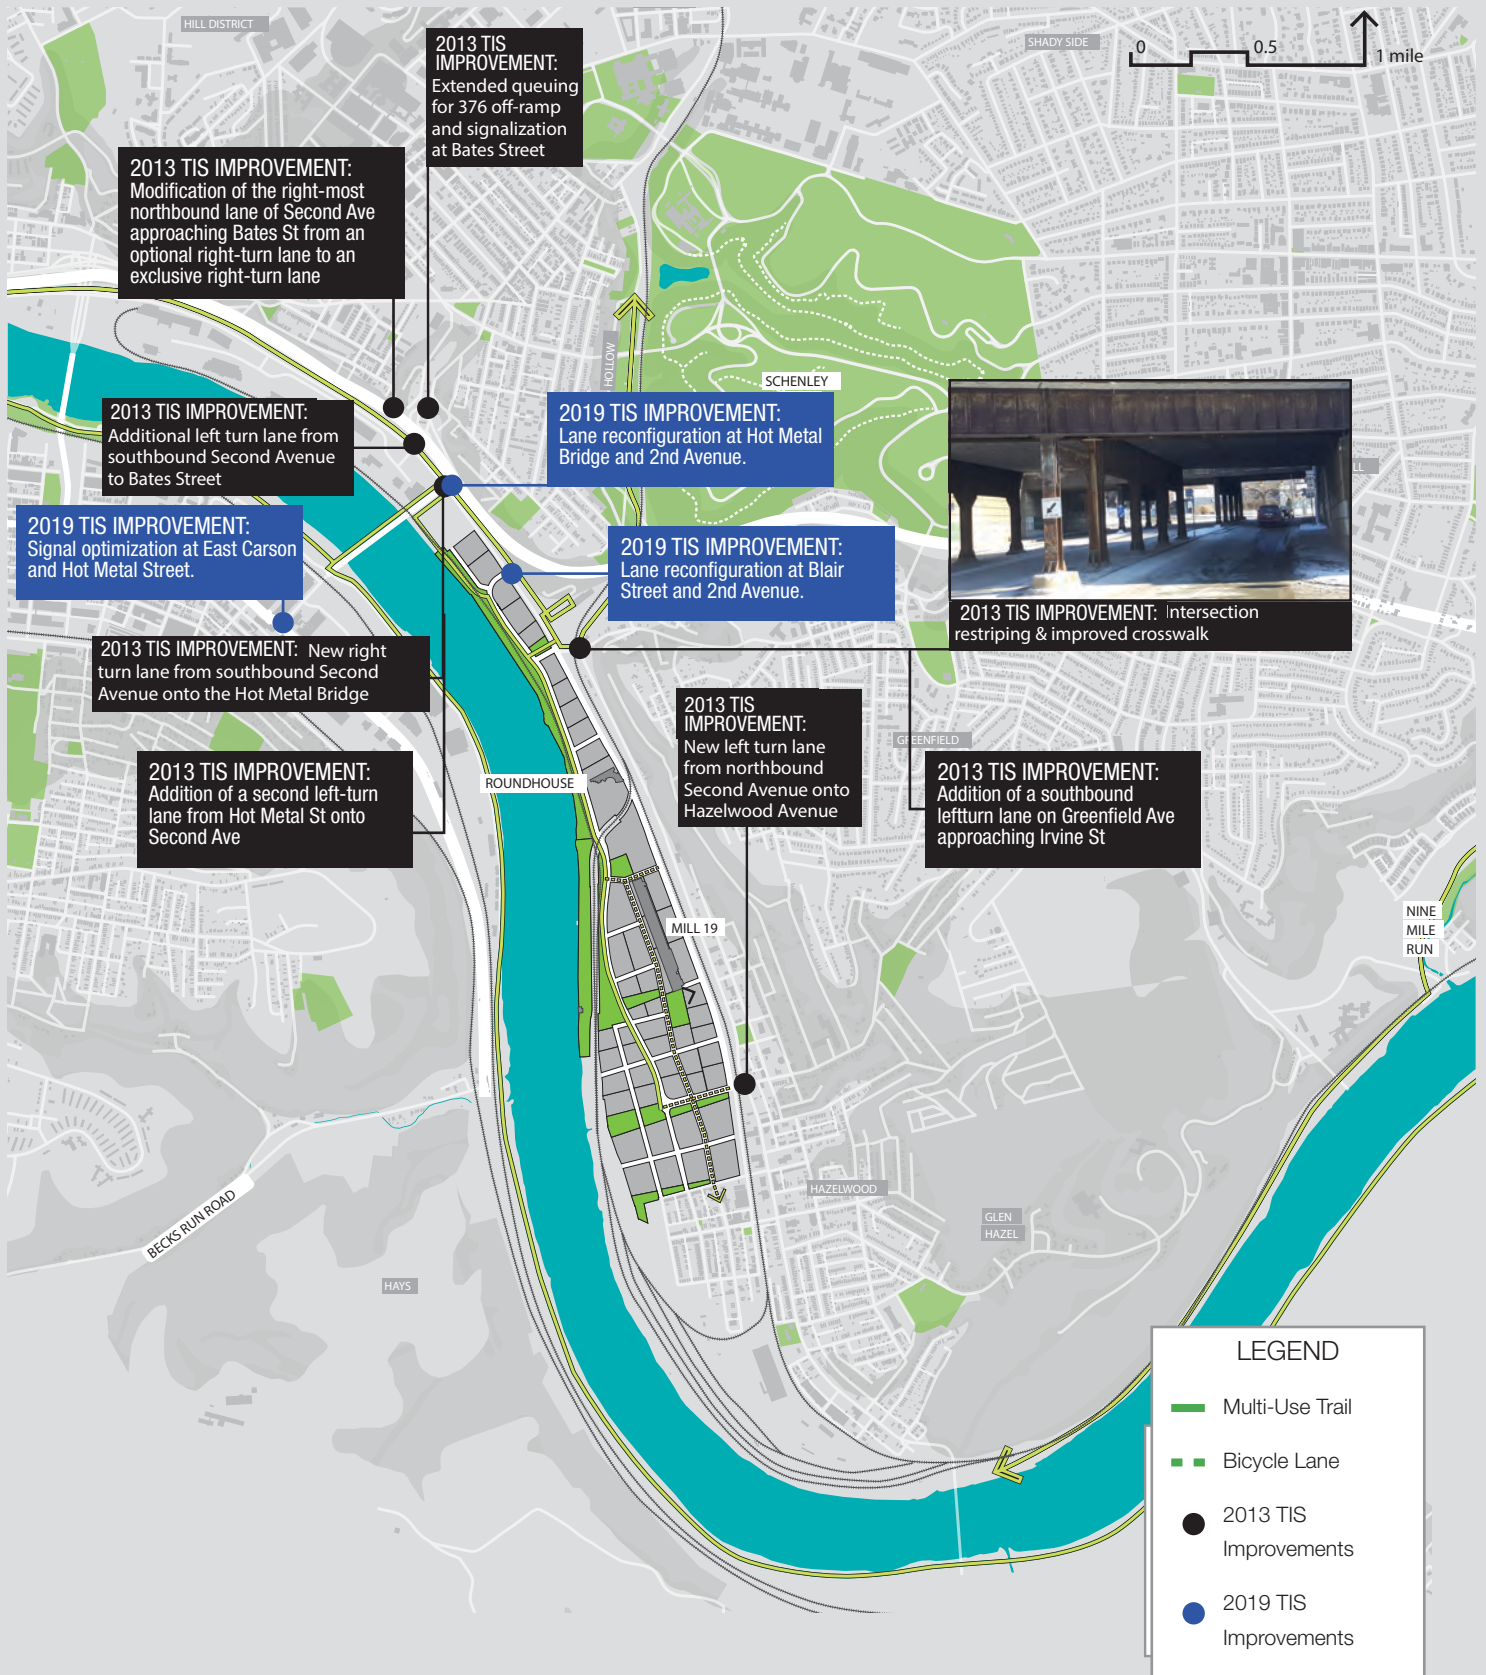 HILL DISTRICT
SHADY SIDE
0
0.5
1 mile
2013 TIS
IMPROVEMENT:
Extended queuing
for 376 off-ramp
and signalization
at Bates Street
2013 TIS IMPROVEMENT:
Modification of the right-most
northbound lane of Second Ave
approaching Bates St from an
optional right-turn lane to an
exclusive right-turn lane
HOLLOW
SCHENLEY
2013 TIS IMPROVEMENT:
Additional left turn lane from
southbound Second Avenue
to Bates Street
2019 TIS IMPROVEMENT:
Lane reconfiguration at Hot Metal
Bridge and 2nd Avenue.
LL
2019 TIS IMPROVEMENT:
Signal optimization at East Carson
and Hot Metal Street.
2019 TIS IMPROVEMENT:
Lane reconfiguration at Blair
Street and 2nd Avenue.
2013 TIS IMPROVEMENT: Intersection
restriping & improved crosswalk
2013 TIS IMPROVEMENT: New right
turn lane from southbound Second
Avenue onto the Hot Metal Bridge
2013 TIS
IMPROVEMENT:
New left turn lane
from northbound
Second Avenue onto
Hazelwood Avenue
GREENFIELD
2013 TIS IMPROVEMENT:
Addition of a second left-turn
lane from Hot Metal St onto
Second Ave
ROUNDHOUSE
2013 TIS IMPROVEMENT:
Addition of a southbound
leftturn lane on Greenfield Ave
approaching Irvine St
MILL 19
NINE
MILE
RUN
BECKS RUN ROAD
HAZELWOOD
GLEN
HAZEL
HAYS
LEGEND
Multi-Use Trail
Bicycle Lane
2013 TIS
Improvements
2019 TIS
Improvements